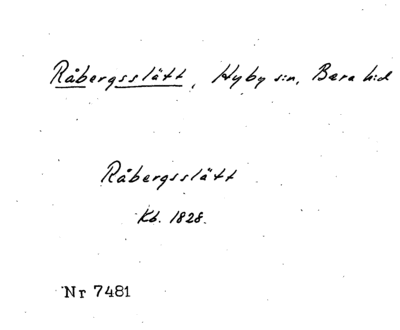 Råbergsslätt, Hyby sn, Bara hd
Råbergsslätt
Kb. 1828.
Nr 7481